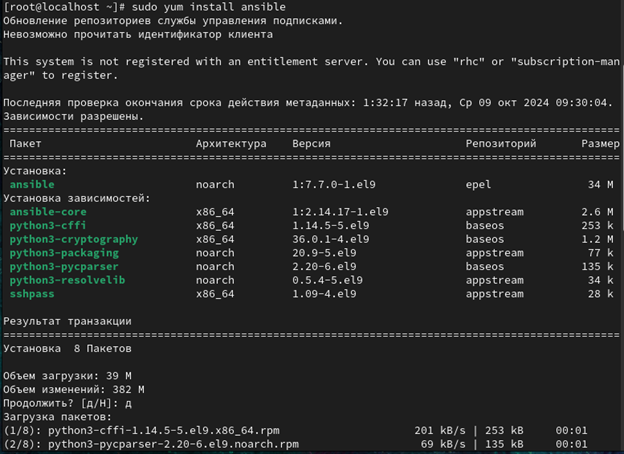 [root@localhost ~]# sudo yum install ansible
Обновление репозиториев службы управления подписками.
Невозможно прочитать идентификатор клиента
This system is not registered with an entitlement server. You can use "rhc" or "subscription-man
ager" to register.
Последняя проверка окончания срока действия метаданных: 1:32:17 назад, Ср 09 окт 2024 09:30:04.
Зависимости разрешены.
================================================================================================
Пакет Архитектура Версия Репозиторий Размер
================================================================================================
Установка:
ansible noarch 1:7.7.0-1.el9 epel 34 M
Установка зависимостей:
ansible-core x86_64 1:2.14.17-1.el9 appstream 2.6 M
python3-cffi x86_64 1.14.5-5.el9 baseos 253 k
python3-cryptography x86_64 36.0.1-4.el9 baseos 1.2 M
python3-packaging noarch 20.9-5.el9 appstream 77 k
python3-pycparser noarch 2.20-6.el9 baseos 135 k
python3-resolvelib noarch 0.5.4-5.el9 appstream 34 k
sshpass x86_64 1.09-4.el9 appstream 28 k
Результат транзакции
================================================================================================
Установка 8 Пакетов
Объем загрузки: 39 M
Объем изменений: 382 M
Продолжить? [д/Н]: д
Загрузка пакетов:
(1/8): python3-cffi-1.14.5-5.el9.x86_64.rpm 201 kB/s | 253 kB 00:01
(2/8): python3-pycparser-2.20-6.el9.noarch.rpm 69 kB/s | 135 kB 00:01